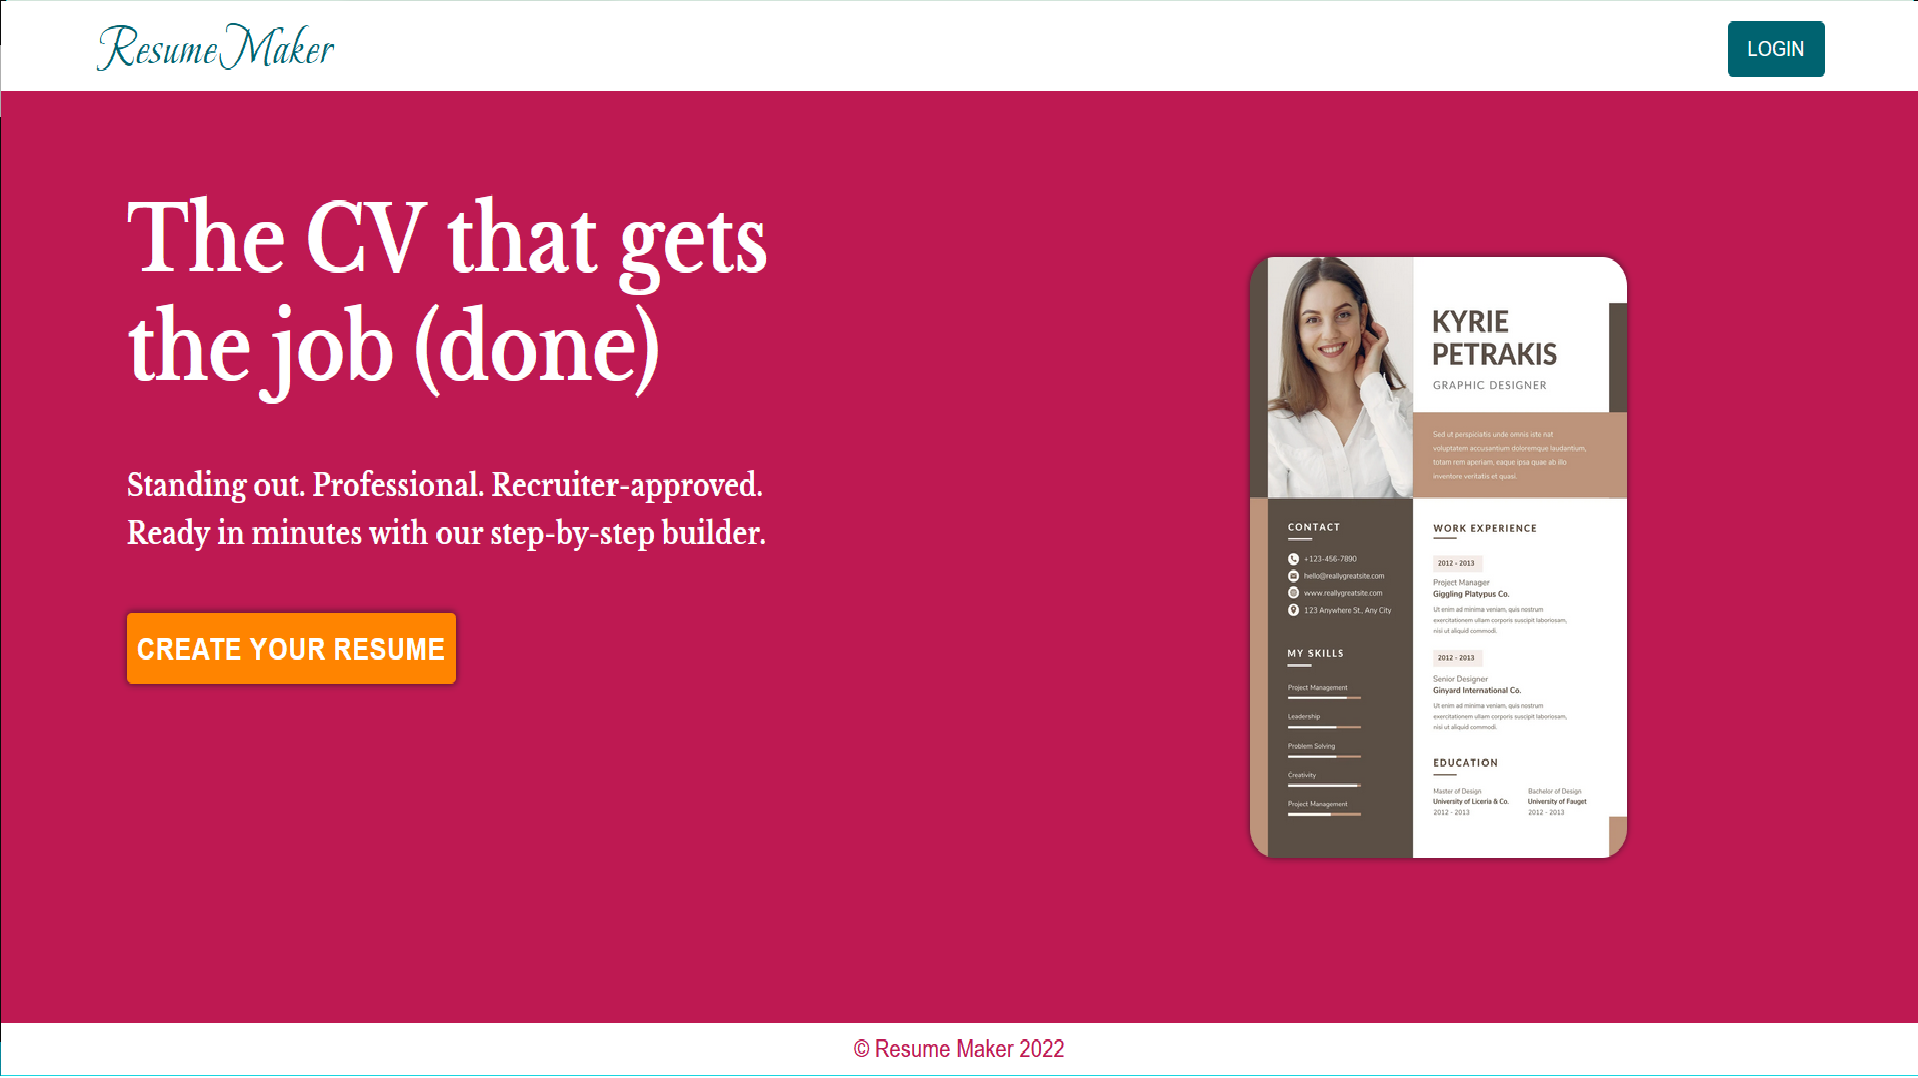 Resume Maker
LOGIN
The CV that gets
the job (done)
Standing out. Professional. Recruiter-approved.
Ready in minutes with our step-by-step builder.
CREATE YOUR RESUME
KYRIE
PETRAKIS
GRAPHIC DESIGNER
Sed ut perspiciatis unde omnis iste nat
voluptatem accusantium doloremque laudantium,
totam rem aperiam, eaque ipsa quae ab illo
inventore veritatis et quasi.
CONTACT
+123-456-7890
hello@reallygreatsite.com
www.reallygreatsite.com
123 Anywhere St., Any City
MY SKILLS
Project Management
Leadership
Problem Solving
Creativity
Project Management
WORK EXPERIENCE
2012 - 2013
Project Manager
Giggling Platypus Co.
Ut enim ad minima veniam, quis nostrum
exercitationem ullam corporis suscipit laboriosam,
nisi ut aliquid commodi.
2012 - 2013
Senior Designer
Ginyard International Co.
Ut enim ad minima veniam, quis nostrum
exercitationem ullam corporis suscipit laboriosam,
nisi ut aliquid commodi.
EDUCATION
Master of Design
University of Liceria & Co.
2012 - 2013
Bachelor of Design
University of Fauget
2012 - 2013
© Resume Maker 2022